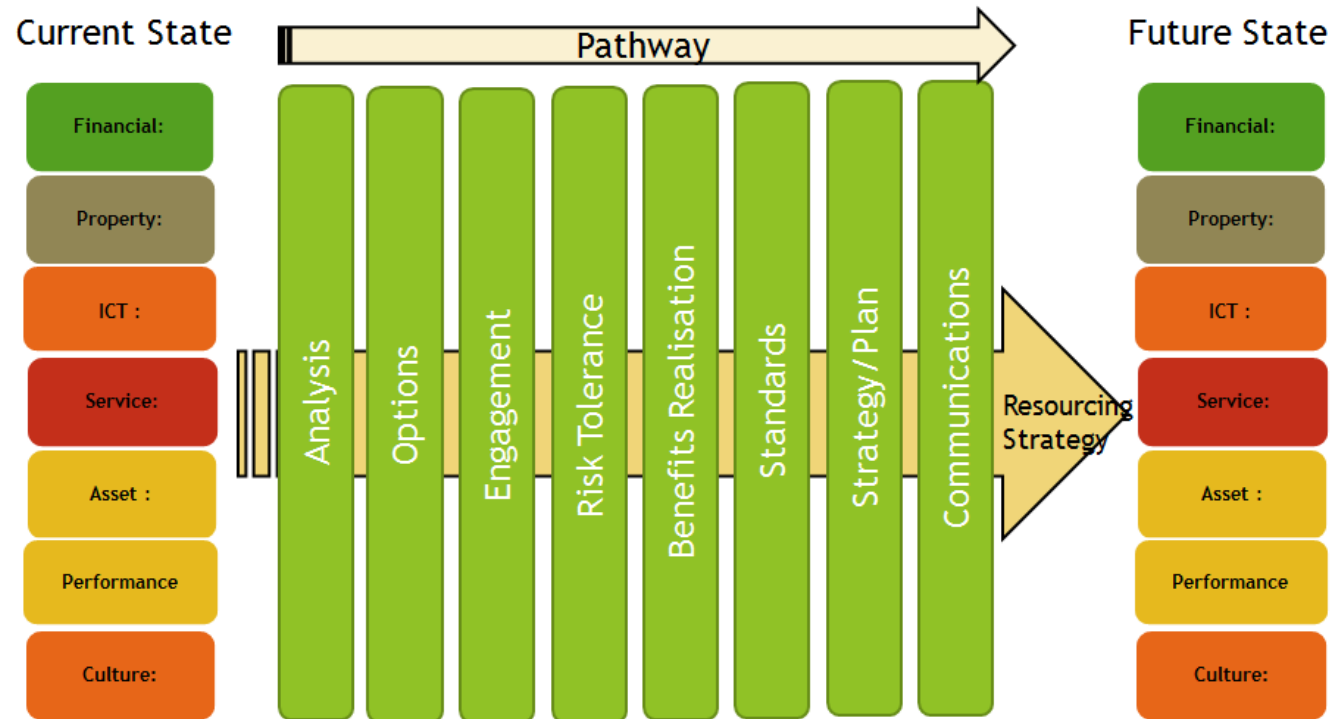 Current State
Pathway
Future State
Financial:
Property:
ICT :
Service:
Asset :
Performance
Culture:
Analysis
Options
Engagement
Risk Tolerance
Benefits Realisation
Standards
Strategy/Plan
Communications
Resourcing
Strategy
Financial:
Property:
ICT :
Service:
Asset :
Performance
Culture: